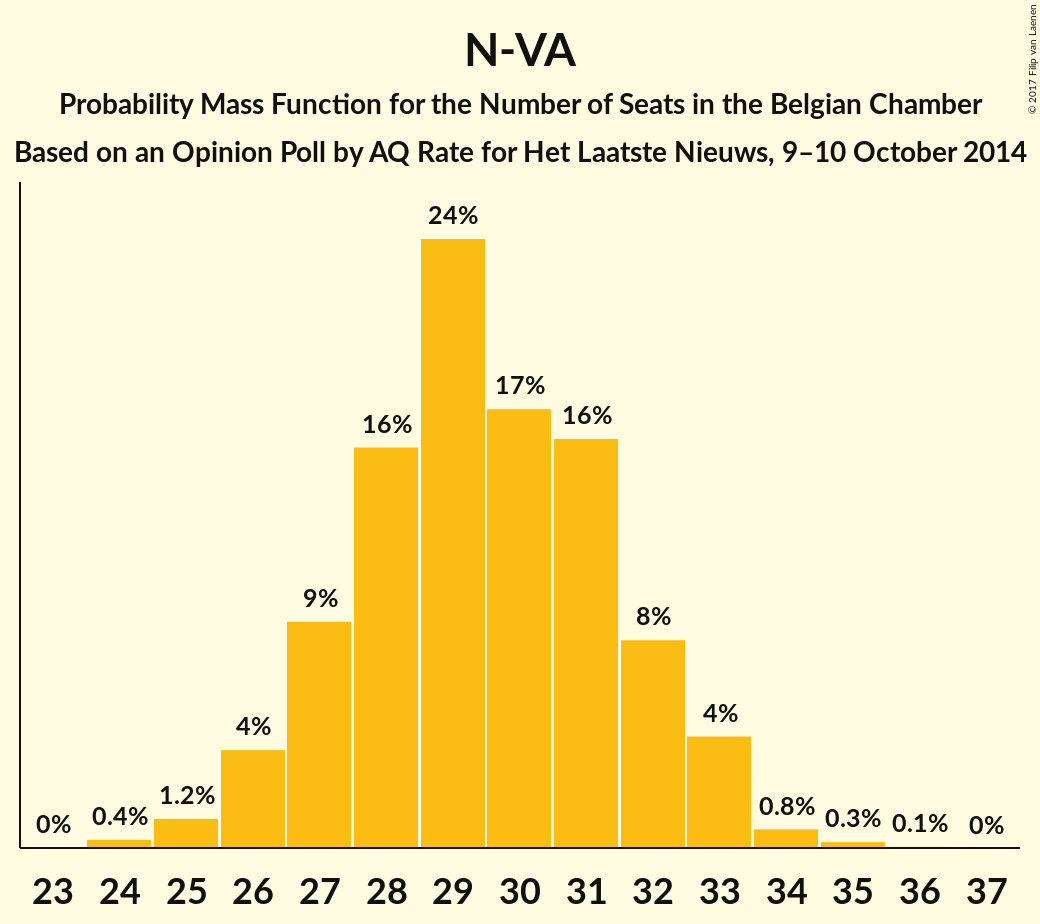 N-VA
Probability Mass Function for the Number of Seats in the Belgian Chamber
Based on an Opinion Poll by AQ Rate for Het Laatste Nieuws, 9–10 October 2014
© 2017 Filip van Laenen
0% 0.4% 1.2% 4% 9% 16% 24% 17% 16% 8% 4% 0.8% 0.3% 0.1% 0%
23 24 25 26 27 28 29 30 31 32 33 34 35 36 37